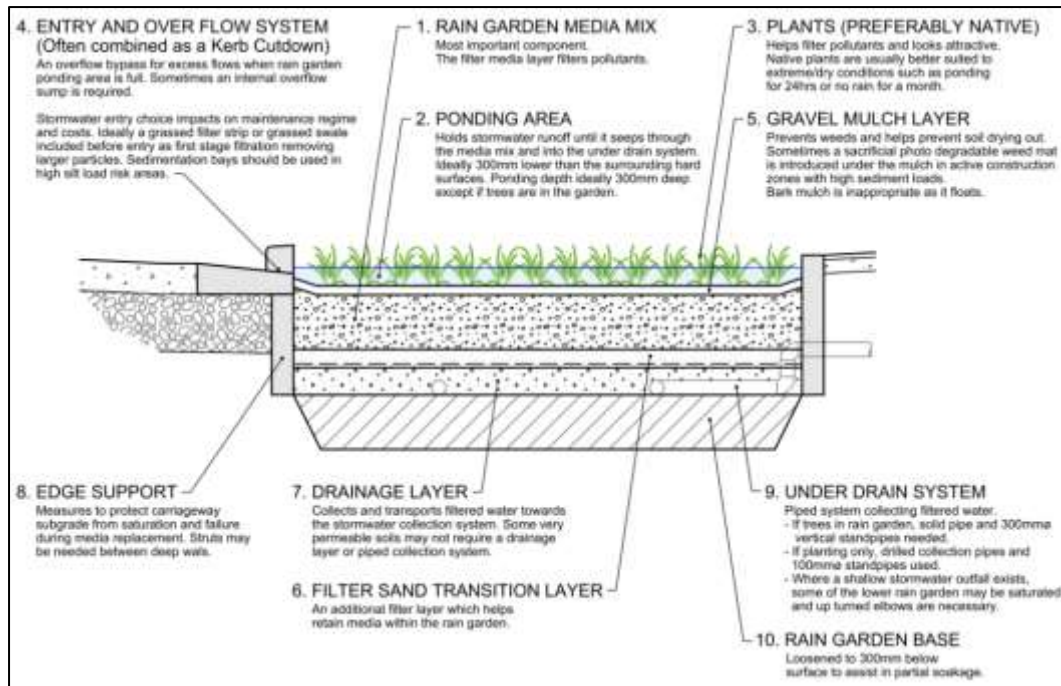 4. ENTRY AND OVER FLOW SYSTEM
(Often combined as a Kerb Cutdown)
An overflow bypass for excess flows when rain garden
ponding area is full. Sometimes an internal overflow
sump is required.
Stormwater entry choice impacts on maintenance regime
and costs. Ideally a grassed filter strip or grassed swale
included before entry as first stage filtration removing
larger particles. Sedimentation bays should be used in
high silt load risk areas.
1. RAIN GARDEN MEDIA MIX
Most important component.
The filter media layer filters pollutants.
2. PONDING AREA
Holds stormwater runoff until it seeps through
the media mix and into the under drain system.
Ideally 300mm lower than the surrounding hard
surfaces. Ponding depth ideally 300mm deep
except if trees are in the garden.
3. PLANTS (PREFERABLY NATIVE)
Helps filter pollutants and looks attractive.
Native plants are usually better suited to
extreme/dry conditions such as ponding
for 24hrs or no rain for a month.
5. GRAVEL MULCH LAYER
Prevents weeds and helps prevent soil drying out.
Sometimes a sacrificial photo degradable weed mat
is introduced under the mulch in active construction
zones with high sediment loads.
Bark mulch is inappropriate as it floats.
8. EDGE SUPPORT
Measures to protect carriageway
subgrade from saturation and failure
during media replacement. Struts may
be needed between deep wals.
7. DRAINAGE LAYER
Collects and transports filtered water towards
the stormwater collection system. Some very
permeable soils may not require a drainage
layer or piped collection system.
6. FILTER SAND TRANSITION LAYER
An additional filter layer which helps
retain media within the rain garden.
9. UNDER DRAIN SYSTEM
Piped system collecting filtered water.
- If trees in rain garden, solid pipe and 300mmø
vertical standpipes needed.
- If planting only, drilled collection pipes and
100mmø standpipes used.
- Where a shallow stormwater outfall exists,
some of the lower rain garden may be saturated
and up turned elbows are necessary.
10. RAIN GARDEN BASE
Loosened to 300mm below
surface to assist in partial soakage.